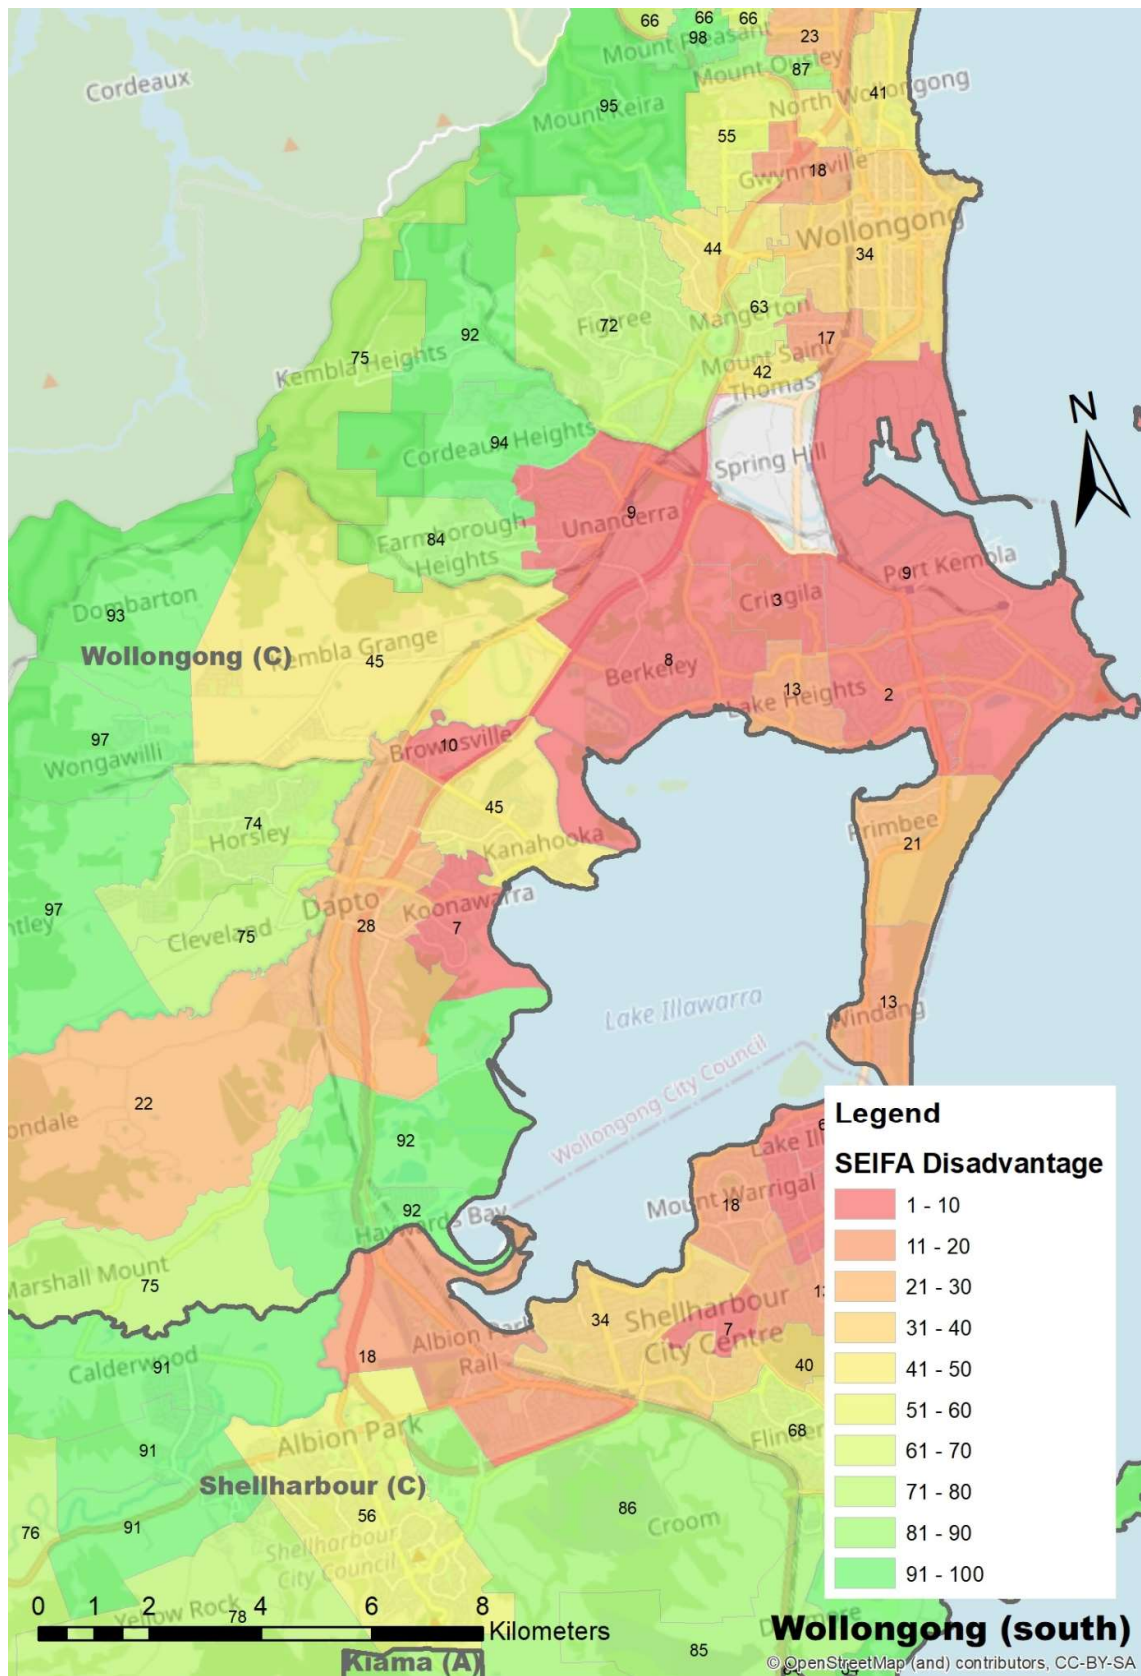 66
66
66
23
98
Mount Pleasant
Mount Ousley
87
Cordeaux
41
95
Mount Keira
North Wollongong
55
Gwynneville
18
Wollongong
44
34
63
Mangerton
72
Figtree
92
17
75
Kembla Heights
Mount Saint
Thomas
42
N
94
Cordeaux Heights
Spring Hill
9
Unanderra
84
Farmborough
Heights
9
Port Kembla
93
Dombarton
3
Cringila
Wollongong (C)
45
Kembla Grange
8
Berkeley
13
Lake Heights
2
97
Wongawilli
10
Brownsville
74
Horsley
45
Kanahooka
Primbee
21
97
Dapto
28
Koonawarra
7
Cleveland
75
Lake Illawarra
13
Windang
Wollongong City Council
22
92
92
Haywards Bay
Mount Warrigal
18
Lake Ill
6
Marshall Mount
75
Calderwood
91
Albion Park
Rail
18
34
Shellharbour
City Centre
7
40
68
Flinder
91
Albion Park
Shellharbour (C)
76
91
56
Shellharbour
City Council
86
Croom
Yellow Rock
78
85
Legend
SEIFA Disadvantage
1 - 10
11 - 20
21 - 30
31 - 40
41 - 50
51 - 60
61 - 70
71 - 80
81 - 90
91 - 100
0 1 2 4 6 8
Kilometers
Kiama (A)
Wollongong (south)
© OpenStreetMap (and) contributors, CC-BY-SA